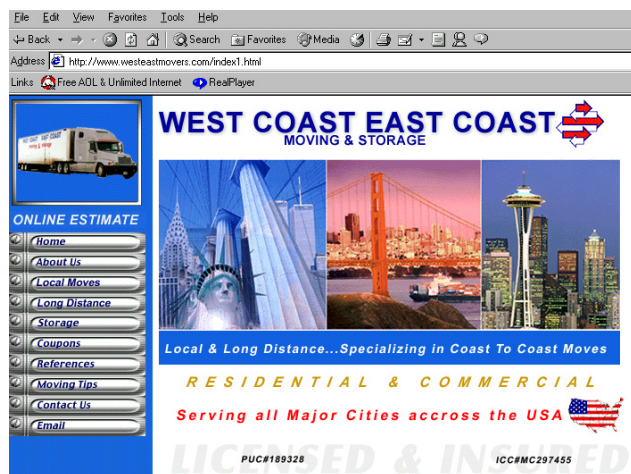 File Edit View Favorites Tools Help
Back Search Favorites Media
Address http://www.westeastmovers.com/index1.html
Links Free AOL & Unlimited Internet RealPlayer
WEST COAST EAST COAST
MOVING & STORAGE
ONLINE ESTIMATE
Home
About Us
Local Moves
Long Distance
Storage
Coupons
References
Moving Tips
Contact Us
Email
Local & Long Distance...Specializing in Coast To Coast Moves
RESIDENTIAL & COMMERCIAL
Serving all Major Cities accross the USA
LICENSED & INSURED
PUC#189328 ICC#MC297455